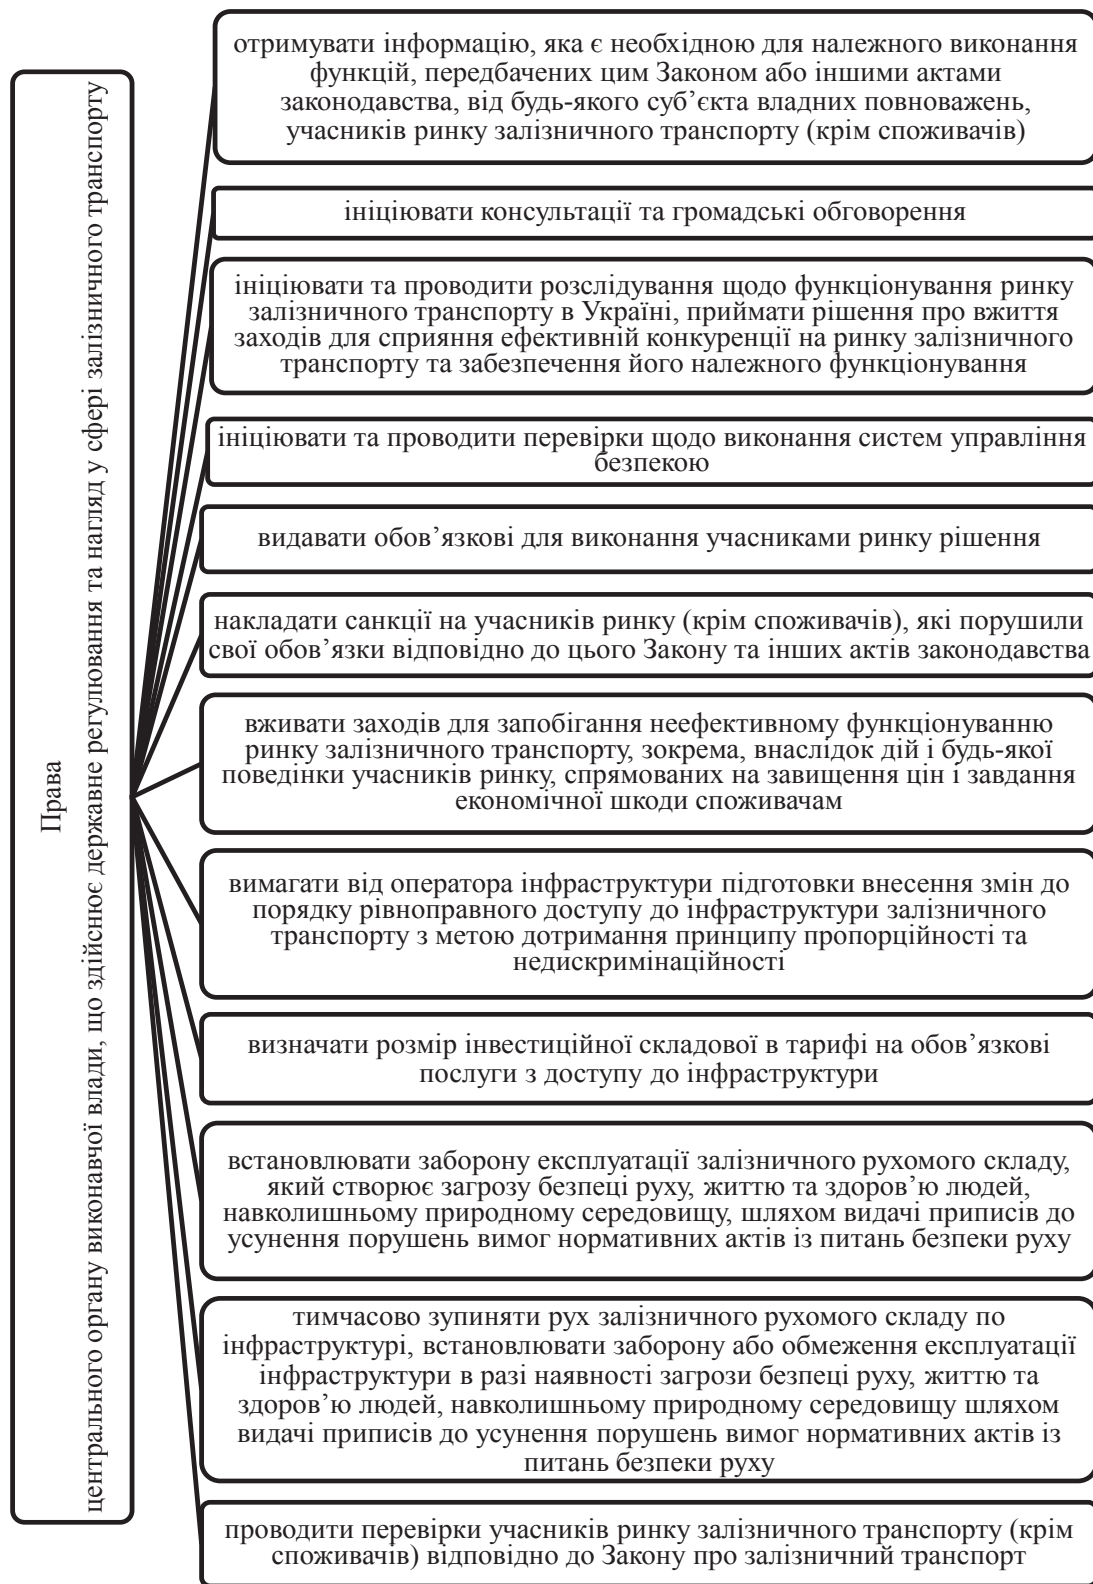 Права
центрального органу виконавчої влади, що здійснює державне регулювання та нагляд у сфері залізничного транспорту
отримувати інформацію, яка є необхідною для належного виконання
функцій, передбачених цим Законом або іншими актами
законодавства, від будь-якого суб’єкта владних повноважень,
учасників ринку залізничного транспорту (крім споживачів)
ініціювати консультації та громадські обговорення
ініціювати та проводити розслідування щодо функціонування ринку
залізничного транспорту в Україні, приймати рішення про вжиття
заходів для сприяння ефективній конкуренції на ринку залізничного
транспорту та забезпечення його належного функціонування
ініціювати та проводити перевірки щодо виконання систем управління
безпекою
видавати обов’язкові для виконання учасниками ринку рішення
накладати санкції на учасників ринку (крім споживачів), які порушили
свої обов’язки відповідно до цього Закону та інших актів законодавства
вживати заходів для запобігання неефективному функціонуванню
ринку залізничного транспорту, зокрема, внаслідок дій і будь-якої
поведінки учасників ринку, спрямованих на завищення цін і завдання
економічної шкоди споживачам
вимагати від оператора інфраструктури підготовки внесення змін до
порядку рівноправного доступу до інфраструктури залізничного
транспорту з метою дотримання принципу пропорційності та
недискримінаційності
визначати розмір інвестиційної складової в тарифі на обов’язкові
послуги з доступу до інфраструктури
встановлювати заборону експлуатації залізничного рухомого складу,
який створює загрозу безпеці руху, життю та здоров’ю людей,
навколишньому природному середовищу, шляхом видачі приписів до
усунення порушень вимог нормативних актів із питань безпеки руху
тимчасово зупиняти рух залізничного рухомого складу по
інфраструктурі, встановлювати заборону або обмеження експлуатації
інфраструктури в разі наявності загрози безпеці руху, життю та
здоров’ю людей, навколишньому природному середовищу шляхом
видачі приписів до усунення порушень вимог нормативних актів із
питань безпеки руху
проводити перевірки учасників ринку залізничного транспорту (крім
споживачів) відповідно до Закону про залізничний транспорт